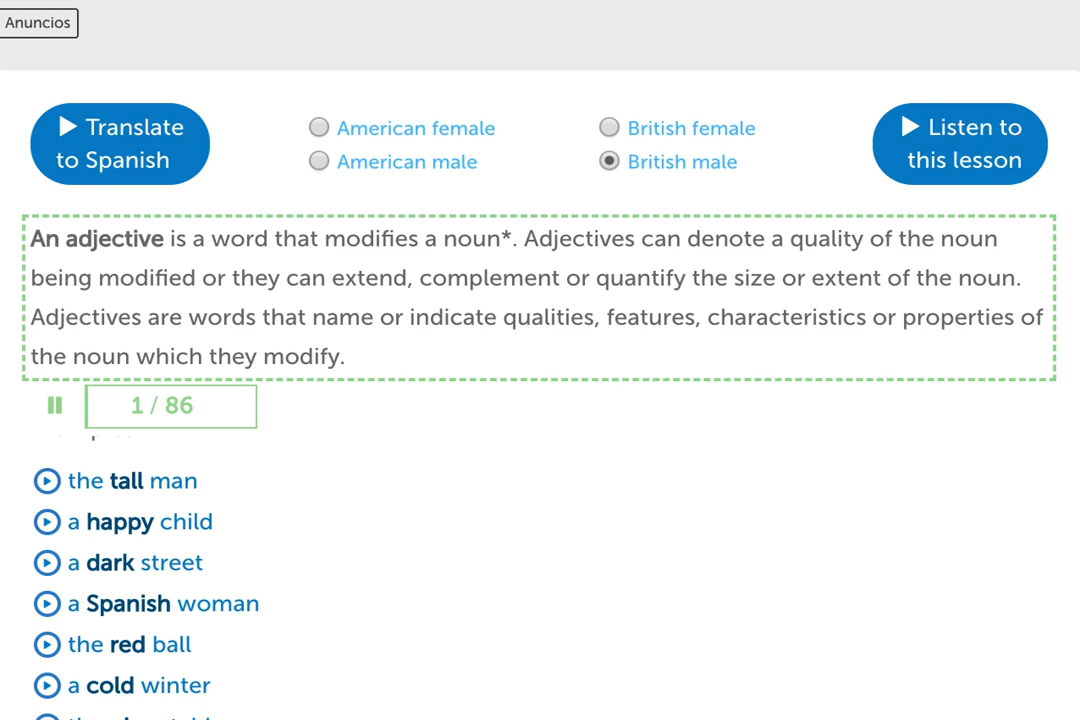 Anuncios
Translate
to Spanish
American female
American male
British female
British male
Listen to
this lesson
An adjective is a word that modifies a noun*. Adjectives can denote a quality of the noun
being modified or they can extend, complement or quantify the size or extent of the noun.
Adjectives are words that name or indicate qualities, features, characteristics or properties of
the noun which they modify.
1 / 86
the tall man
a happy child
a dark street
a Spanish woman
the red ball
a cold winter